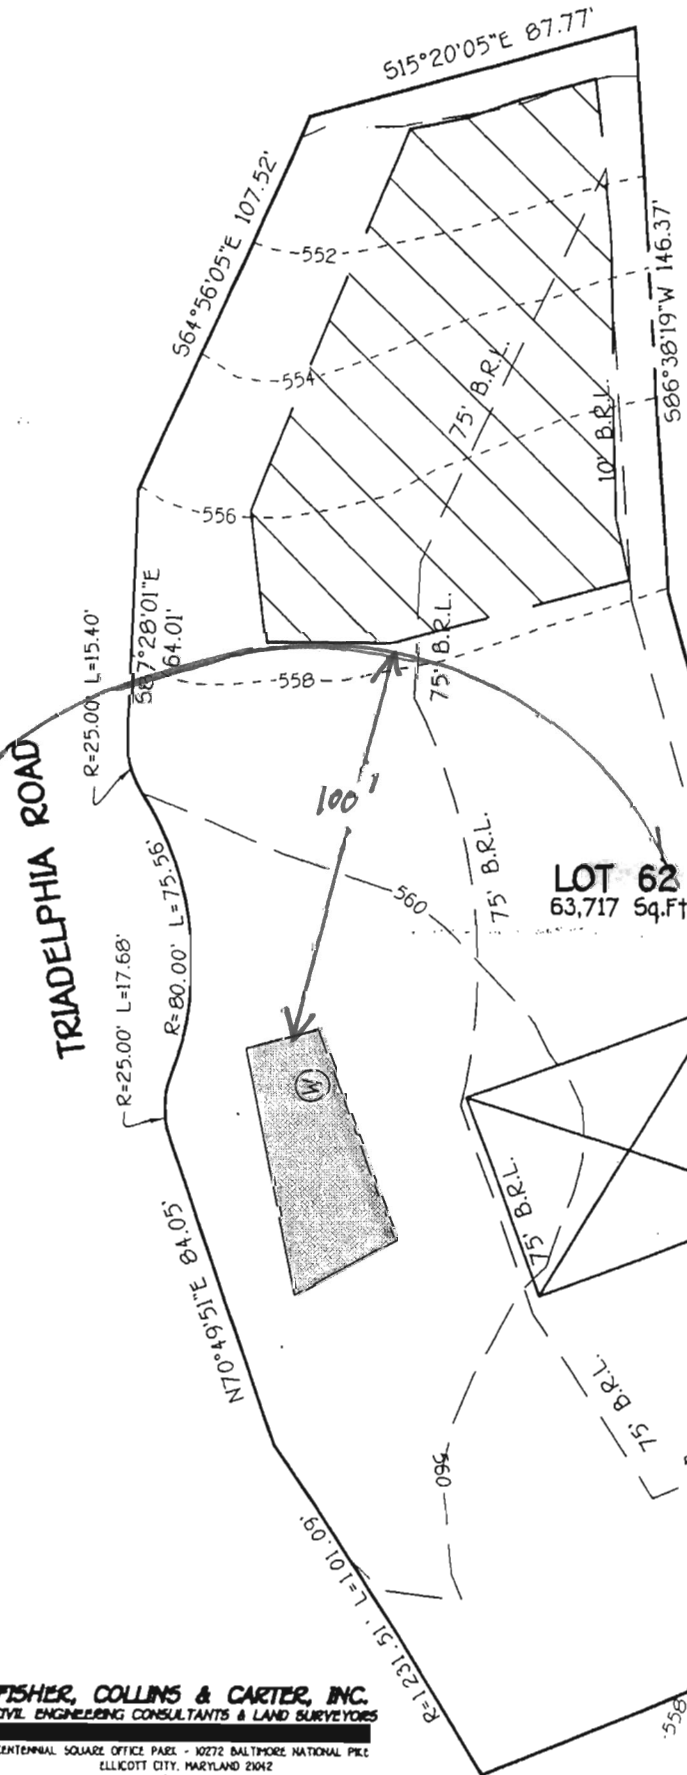 S15°20'05"E 87.77'
S64°56'05"E 107.52'
552
S86°38'19"W 146.37'
554
75' B.R.L.
10' B.R.L.
556
S87°28'01"E
64.01'
75' B.R.L.
R=25.00' L=15.40'
558
TRIADELPHIA ROAD
100'
R=80.00' L=75.56'
75' B.R.L.
560
LOT 62
63,717 Sq.Ft
R=25.00' L=17.68'
W
75' B.R.L.
N70°49'51"E 84.05'
75' B.R.L.
560
R=1231.51' L=101.09'
558
FISHER, COLLINS & CARTER, INC.
CIVIL ENGINEERING CONSULTANTS & LAND SURVEYORS
CENTENNIAL SQUARE OFFICE PARK - 10272 BALTIMORE NATIONAL PIKE
ELLICOTT CITY, MARYLAND 21042